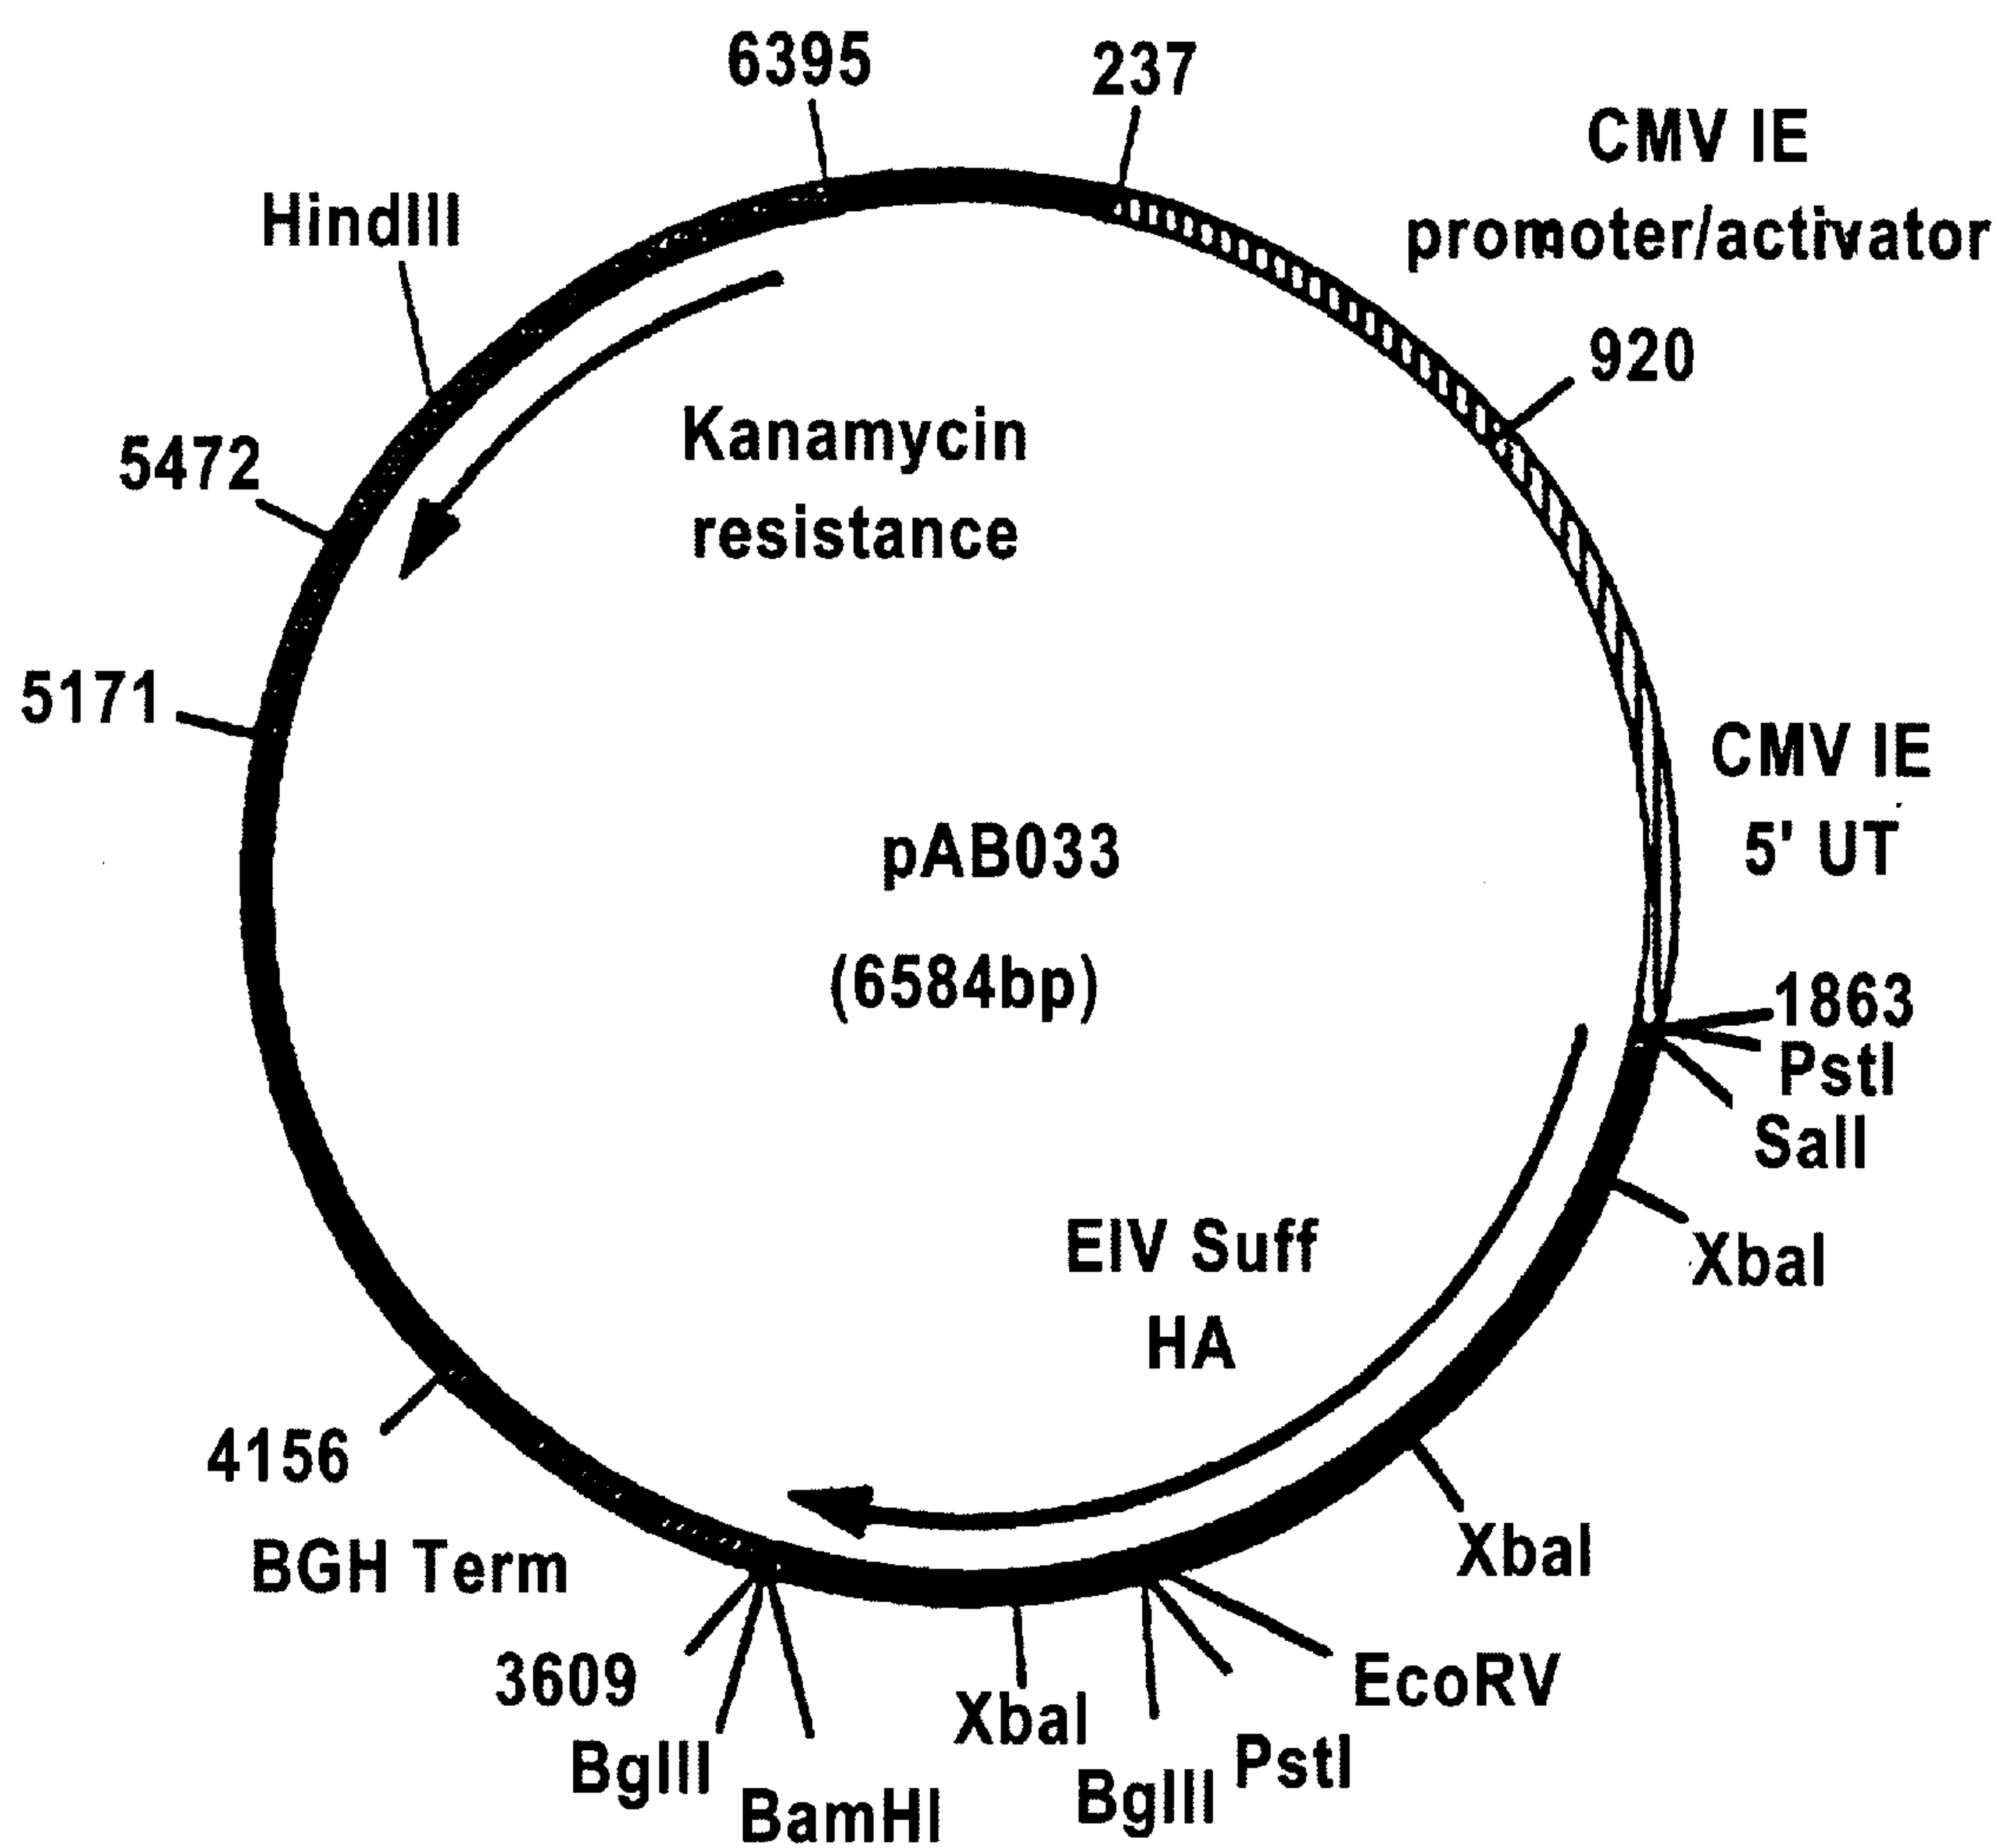 6395
237
CMV IE
promoter/activator
HindIII
920
Kanamycin
resistance
5472
5171
CMV IE
5' UT
pAB033
(6584bp)
1863
PstI
SalI
XbaI
EIV Suff
HA
4156
XbaI
BGH Term
3609
EcoRV
XbaI
PstI
BglII
BglII
BamHI